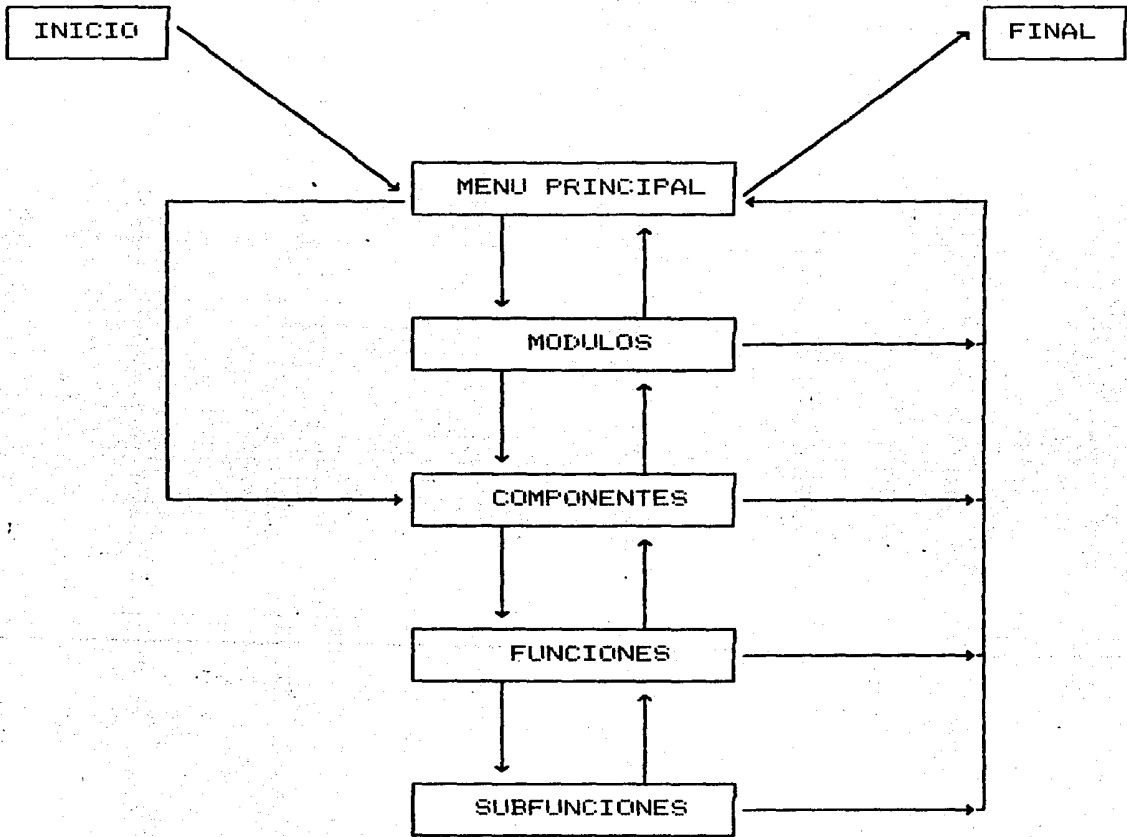 INICIO
FINAL
MENU PRINCIPAL
MODULOS
COMPONENTES
FUNCIONES
SUBFUNCIONES